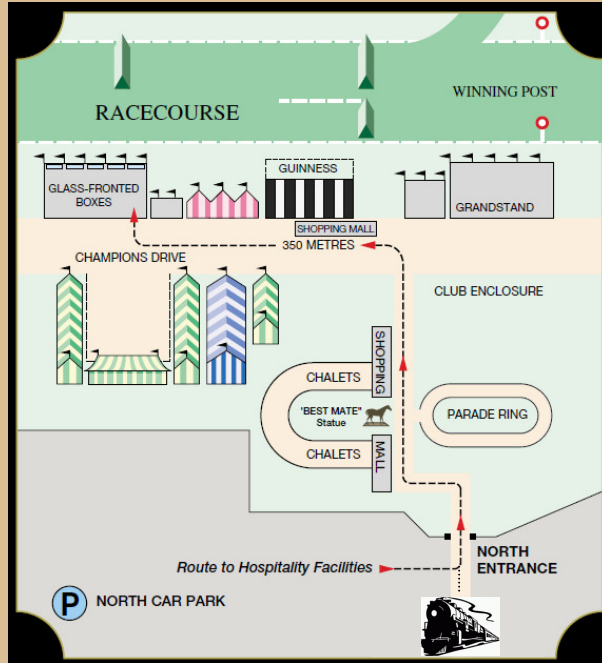 WINNING POST
RACECOURSE
GUINNESS
GLASS-FRONTED
BOXES
GRANDSTAND
SHOPPING MALL
350 METRES
CHAMPIONS DRIVE
CLUB ENCLOSURE
SHOPPING
CHALETS
'BEST MATE"
Statue
PARADE RING
CHALETS
MALL
NORTH
ENTRANCE
Route to Hospitality Facilities
P
NORTH CAR PARK